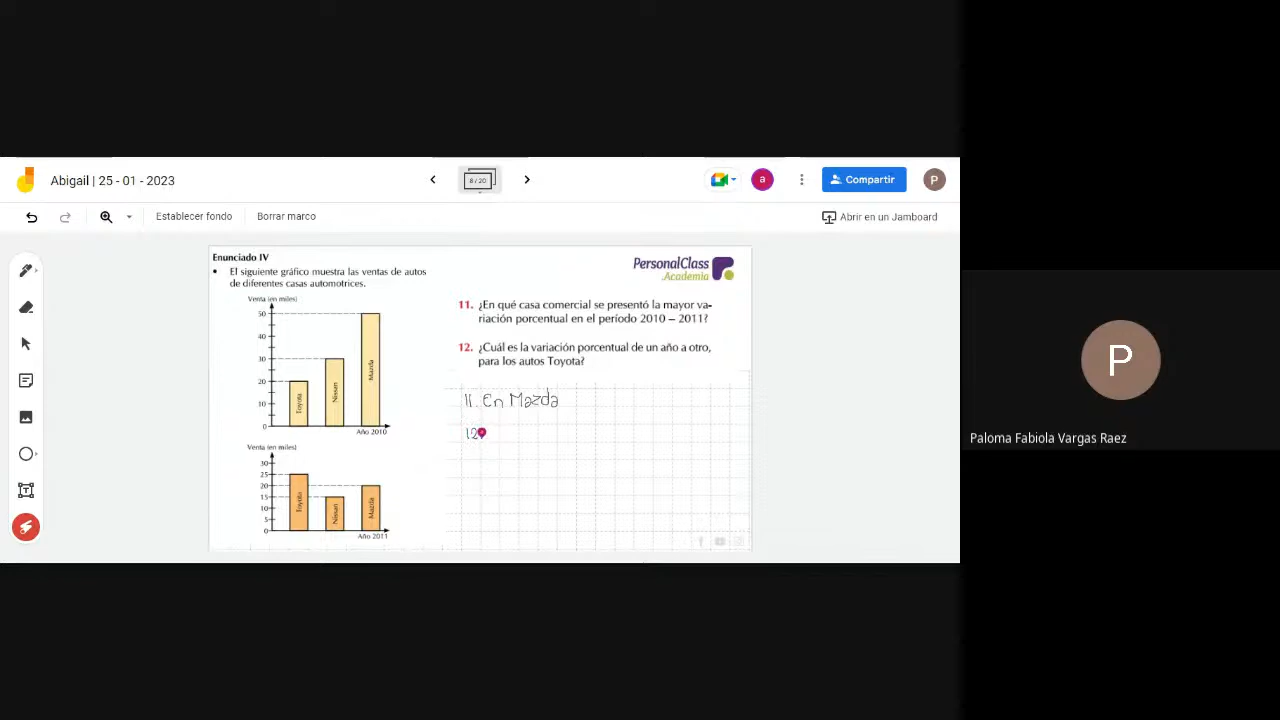 Abigail | 25 - 01 - 2023
8 / 20
a
Compartir
P
Establecer fondo
Borrar marco
Abrir en un Jamboard
Enunciado IV
• El siguiente gráfico muestra las ventas de autos
de diferentes casas automotrices.
Venta (en miles)
50
40
30
20
10
0
Toyota
Nissan
Mazda
Año 2010
Venta (en miles)
30
25
20
15
10
5
0
Toyota
Nissan
Mazda
Año 2011
PersonalClass
.Academia
11. ¿En qué casa comercial se presentó la mayor va-
riación porcentual en el período 2010 – 2011?
12. ¿Cuál es la variación porcentual de un año a otro,
para los autos Toyota?
11. En Mazda
12
P
Paloma Fabiola Vargas Raez